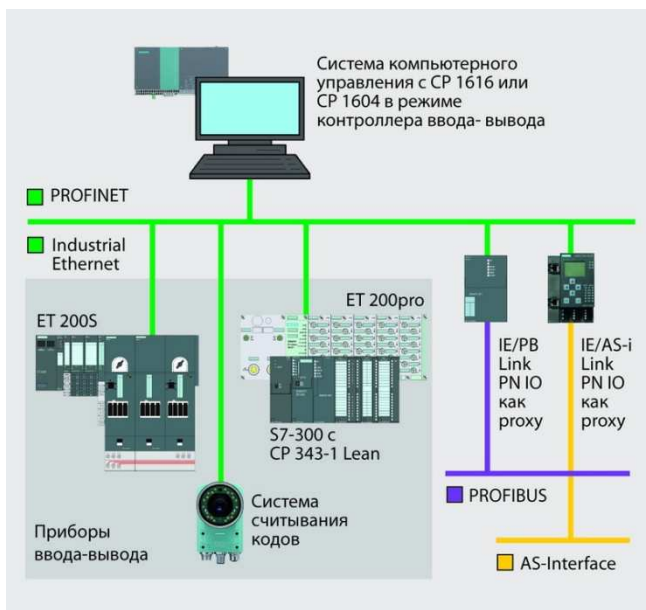 Система компьютерного
управления с CP 1616 или
CP 1604 в режиме
контроллера ввода- вывода
PROFINET
Industrial
Ethernet
ET 200S
ET 200pro
S7-300 с
CP 343-1 Lean
Система
считывания
кодов
Приборы
ввода-вывода
IE/PB
Link
PN IO
как
proxy
IE/AS-i
Link
PN IO
как
proxy
PROFIBUS
AS-Interface